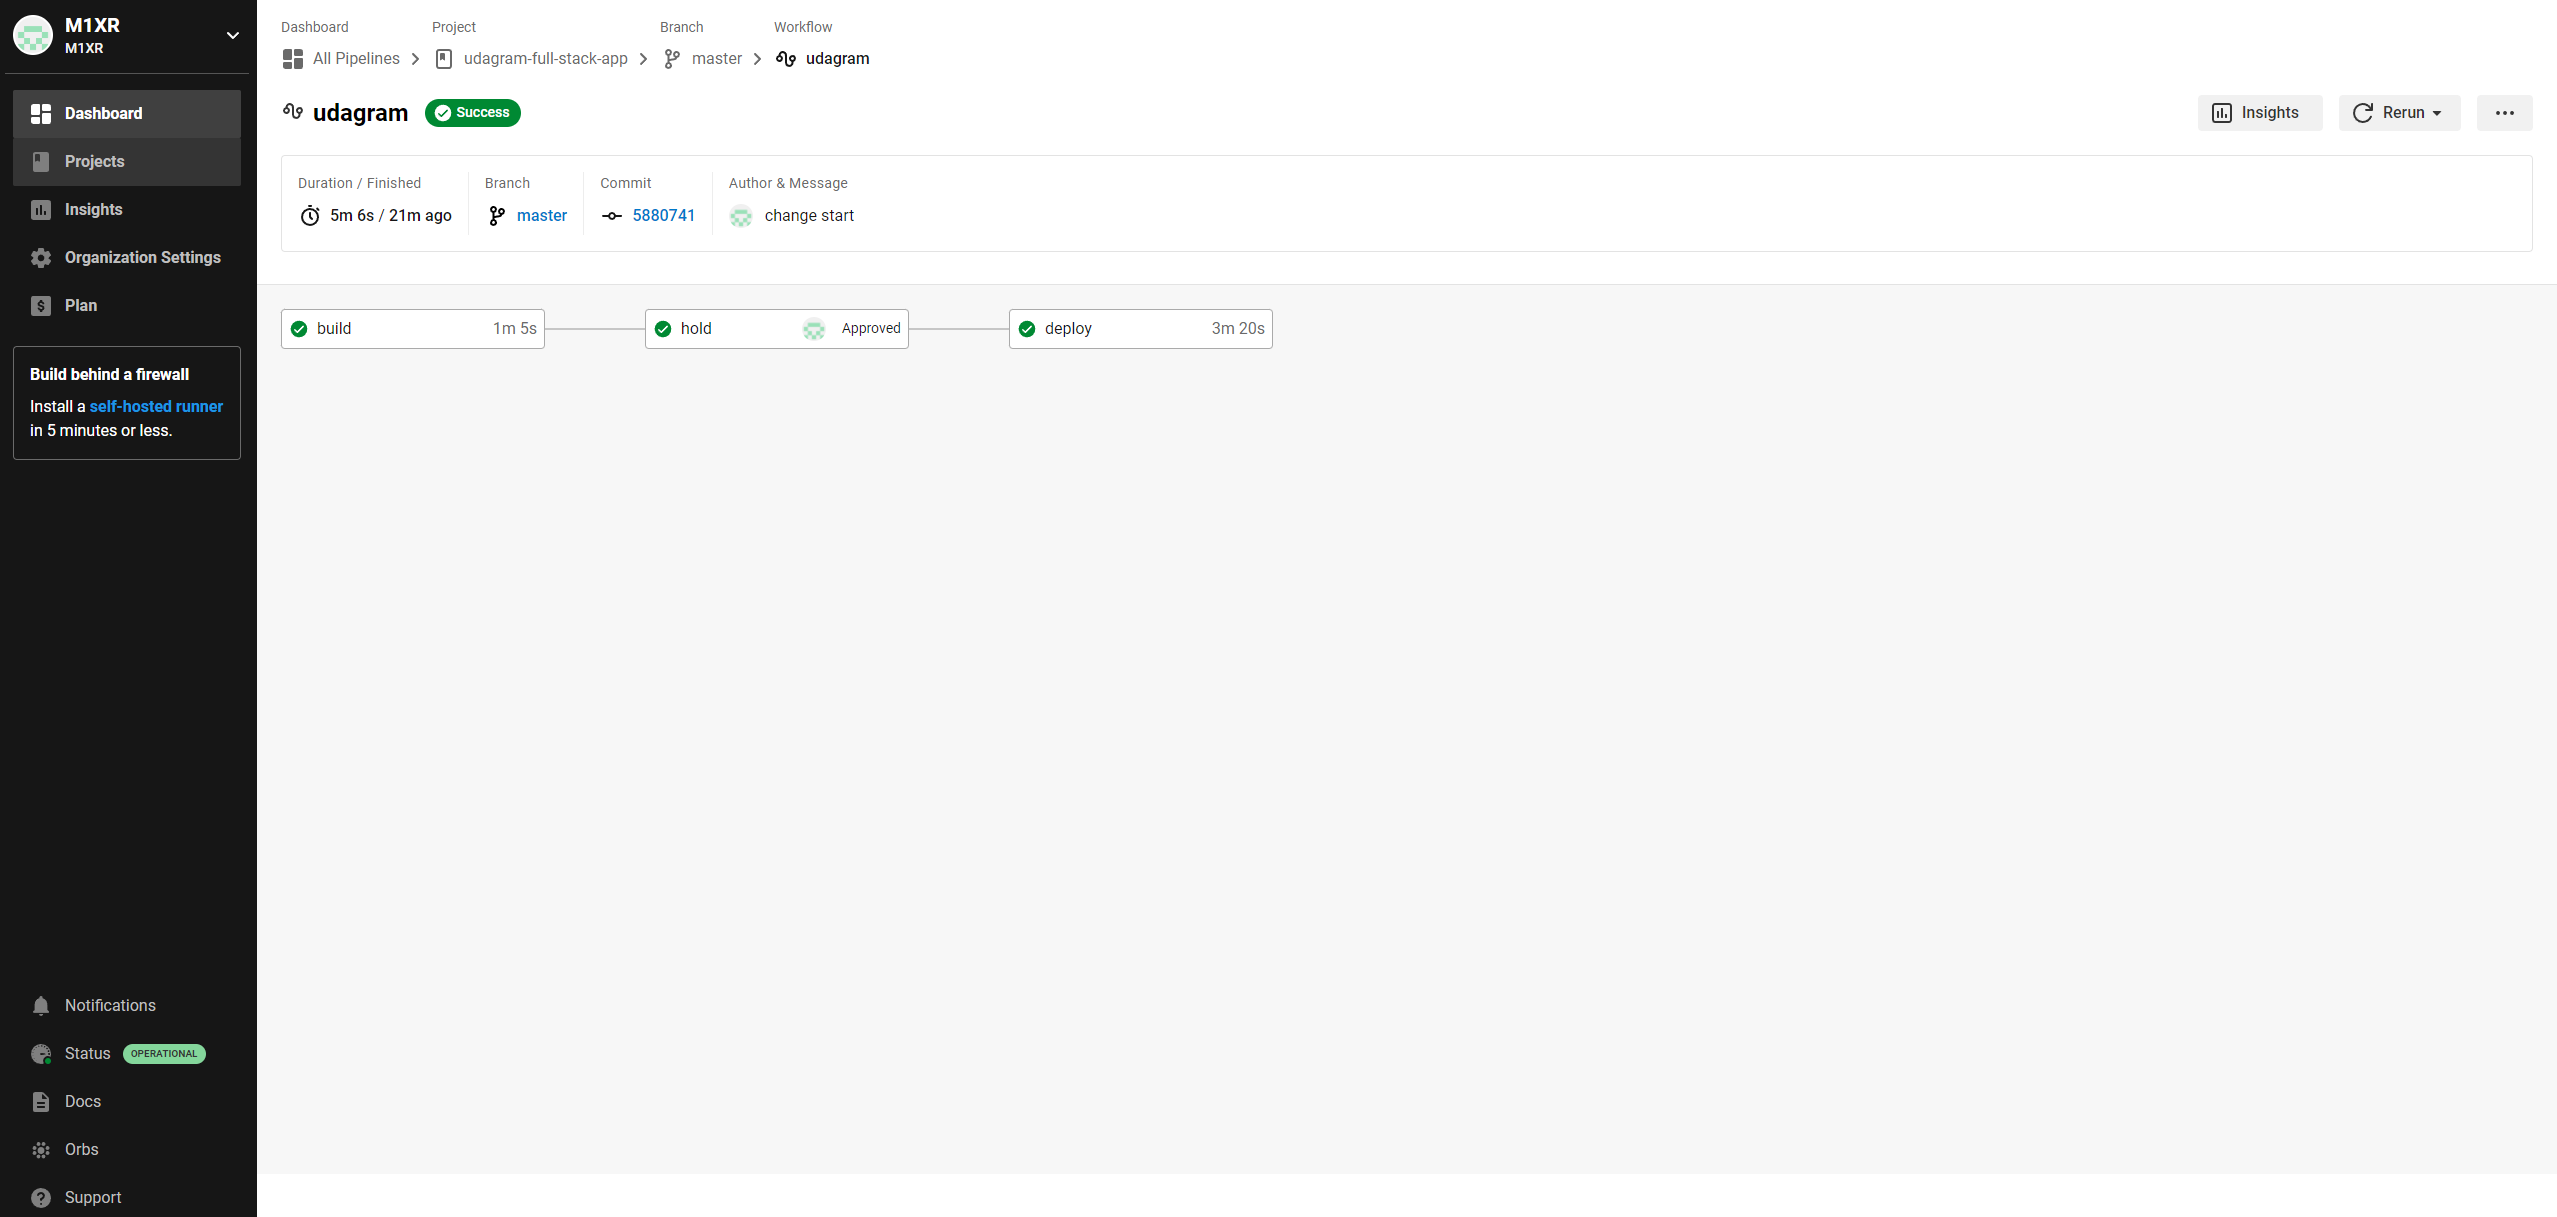 M1XR
M1XR
Dashboard
Projects
Insights
Organization Settings
Plan
Build behind a firewall
Install a self-hosted runner
in 5 minutes or less.
Notifications
Status OPERATIONAL
Docs
Orbs
Support
Dashboard Project Branch Workflow
All Pipelines udagram-full-stack-app master udagram
udagram Success
Insights Rerun
Duration / Finished Branch Commit Author & Message
5m 6s / 21m ago master 5880741 change start
build 1m 5s hold Approved deploy 3m 20s